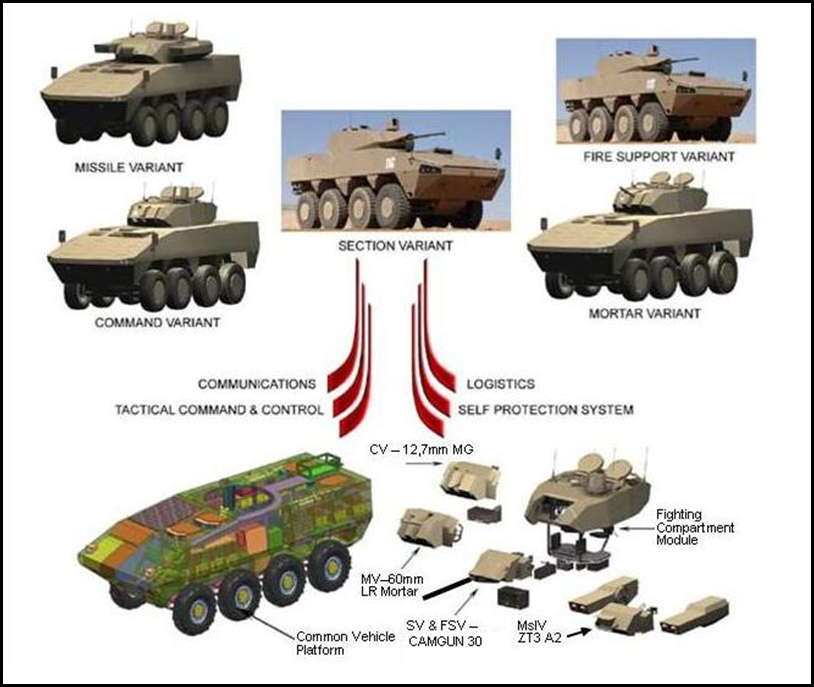 MISSILE VARIANT
FIRE SUPPORT VARIANT
SECTION VARIANT
COMMAND VARIANT
MORTAR VARIANT
COMMUNICATIONS
LOGISTICS
TACTICAL COMMAND & CONTROL
SELF PROTECTION SYSTEM
CV – 12,7mm MG
Fighting
Compartment
Module
MV–60mm
LR Mortar
SV & FSV –
CAMGUN 30
MsIV
ZT3 A2
Common Vehicle
Platform